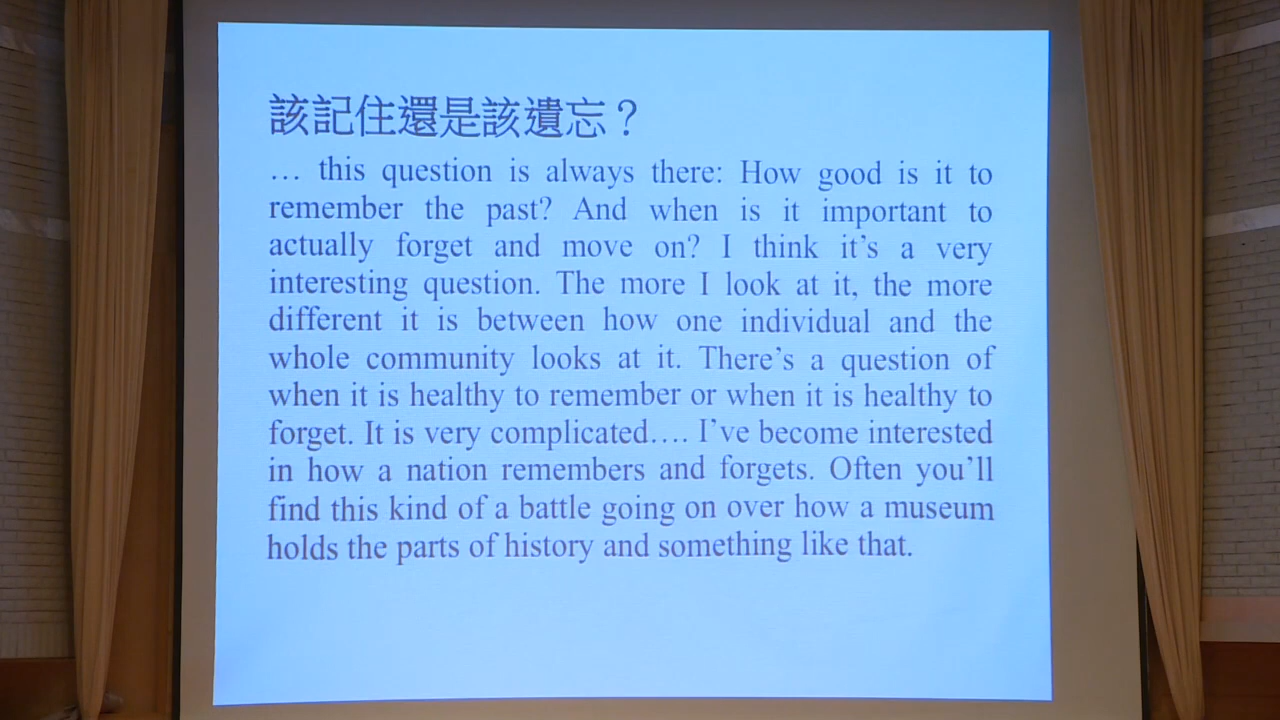 該記住還是該遺忘？
… this question is always there: How good is it to
remember the past? And when is it important to
actually forget and move on? I think it’s a very
interesting question. The more I look at it, the more
different it is between how one individual and the
whole community looks at it. There’s a question of
when it is healthy to remember or when it is healthy to
forget. It is very complicated…. I’ve become interested
in how a nation remembers and forgets. Often you’ll
find this kind of a battle going on over how a museum
holds the parts of history and something like that.